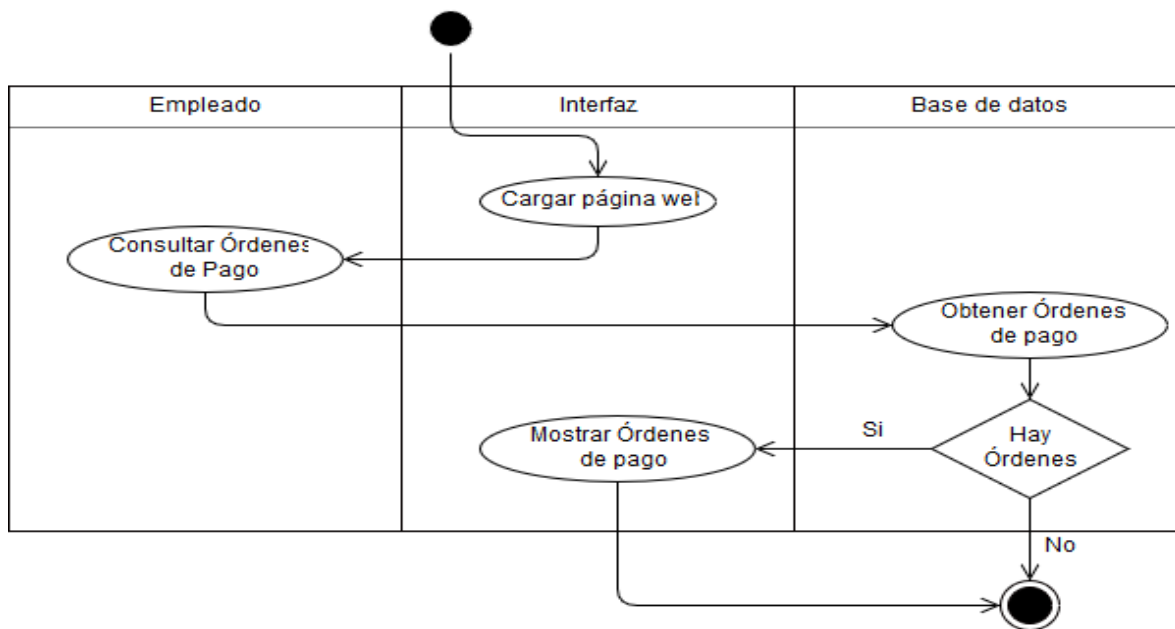 Empleado
Interfaz
Base de datos
Cargar página wel
Consultar Órdenes
de Pago
Obtener Órdenes
de pago
Mostrar Órdenes
de pago
Si
Hay
Órdenes
No